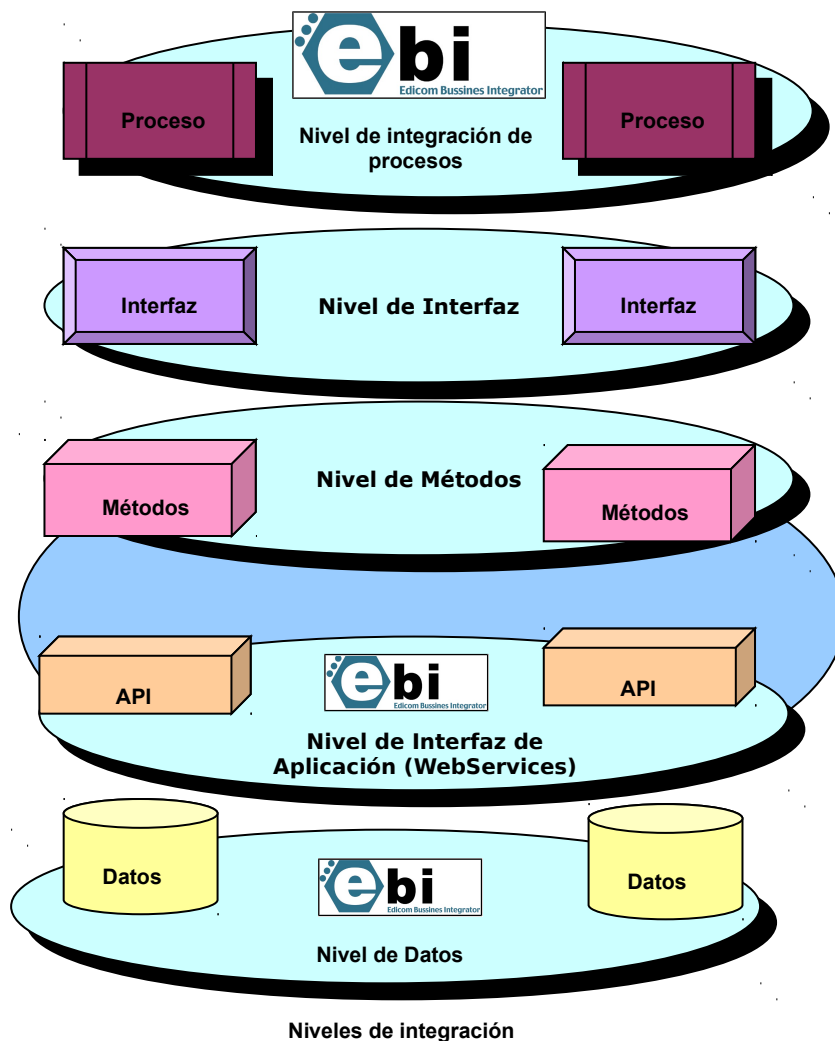 ebi
Edicom Bussines Integrator
Proceso
Proceso
Nivel de integración de
procesos
Interfaz
Nivel de Interfaz
Interfaz
Nivel de Métodos
Métodos
Métodos
API
ebi
Edicom Bussines Integrator
API
Nivel de Interfaz de
Aplicación (WebServices)
Datos
ebi
Edicom Bussines Integrator
Datos
Nivel de Datos
Niveles de integración